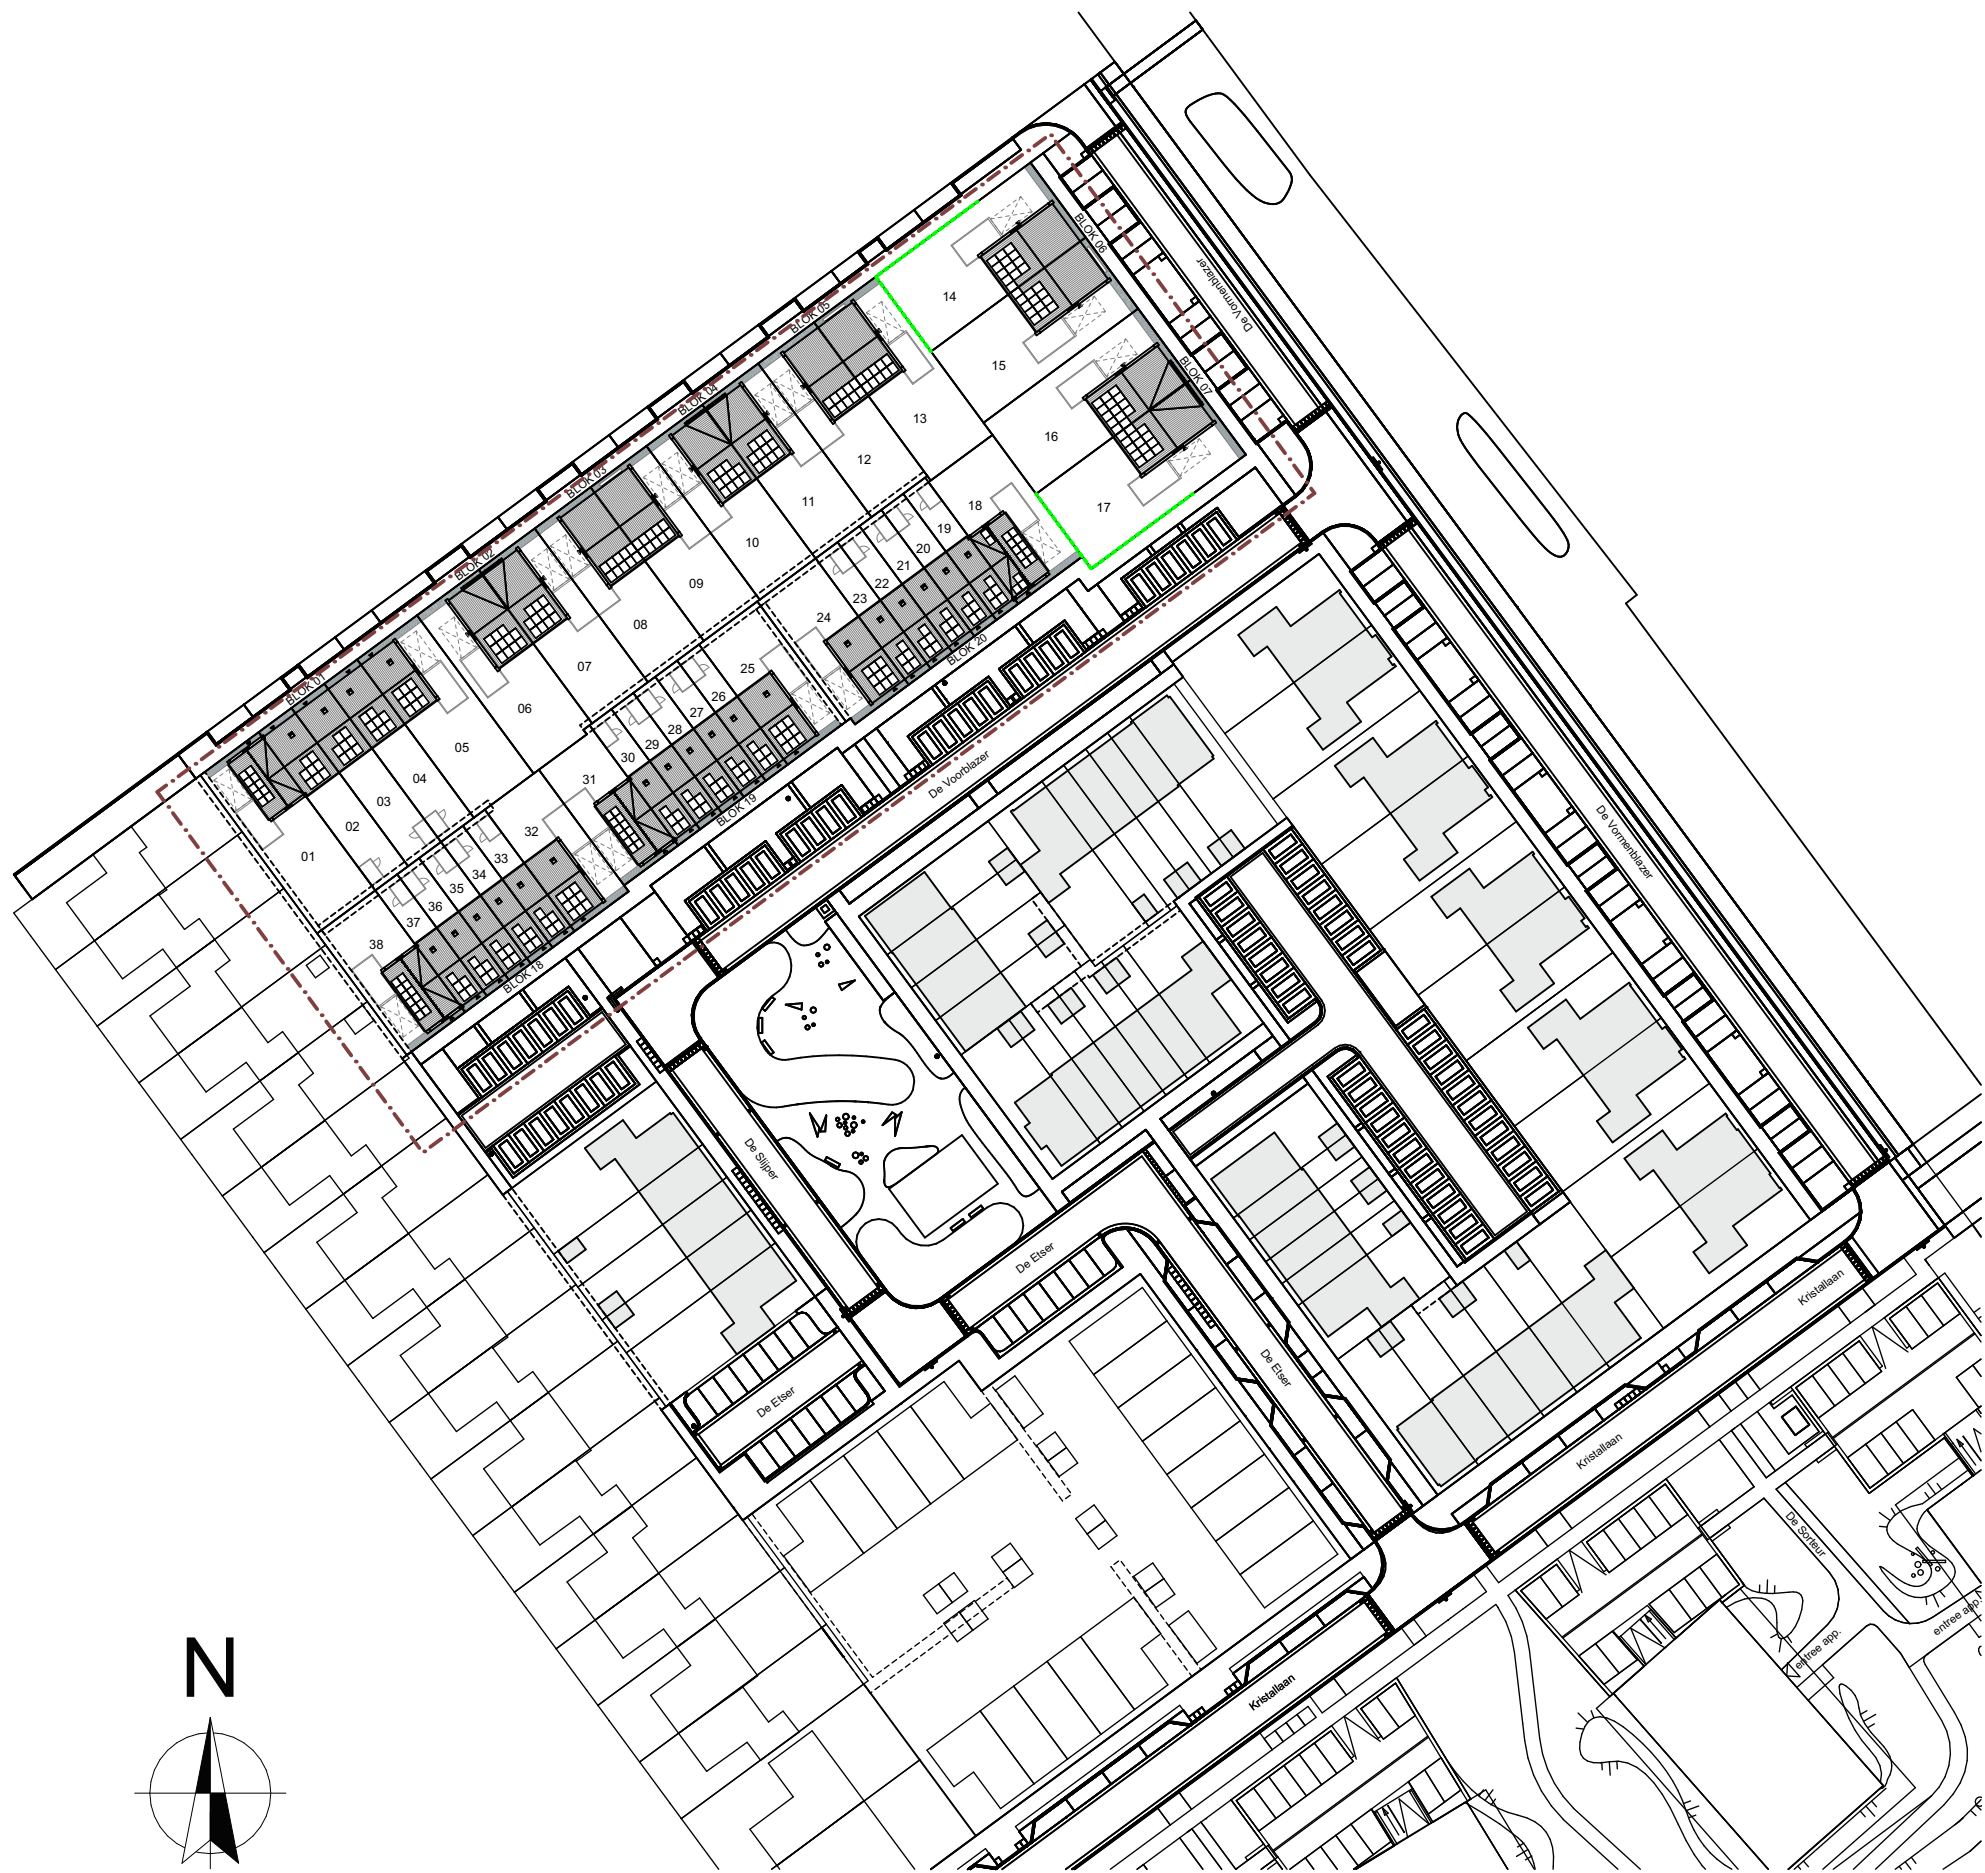 De Vormenblazer
BLOK 06
BLOK 07
BLOK 05
BLOK 04
BLOK 03
BLOK 02
BLOK 01
14
15
13
16
12
17
11
18
10
19
20
21
09
22
23
24
08
25
07
26
06
27
28
05
29
30
31
04
03
32
02
33
01
34
35
36
37
38
BLOK 20
BLOK 19
BLOK 18
De Voorblazer
De Vormenblazer
De Slijper
De Etser
De Etser
De Etser
Kristallaan
Kristallaan
Kristallaan
De Sorteur
entree app.
entree app.
N